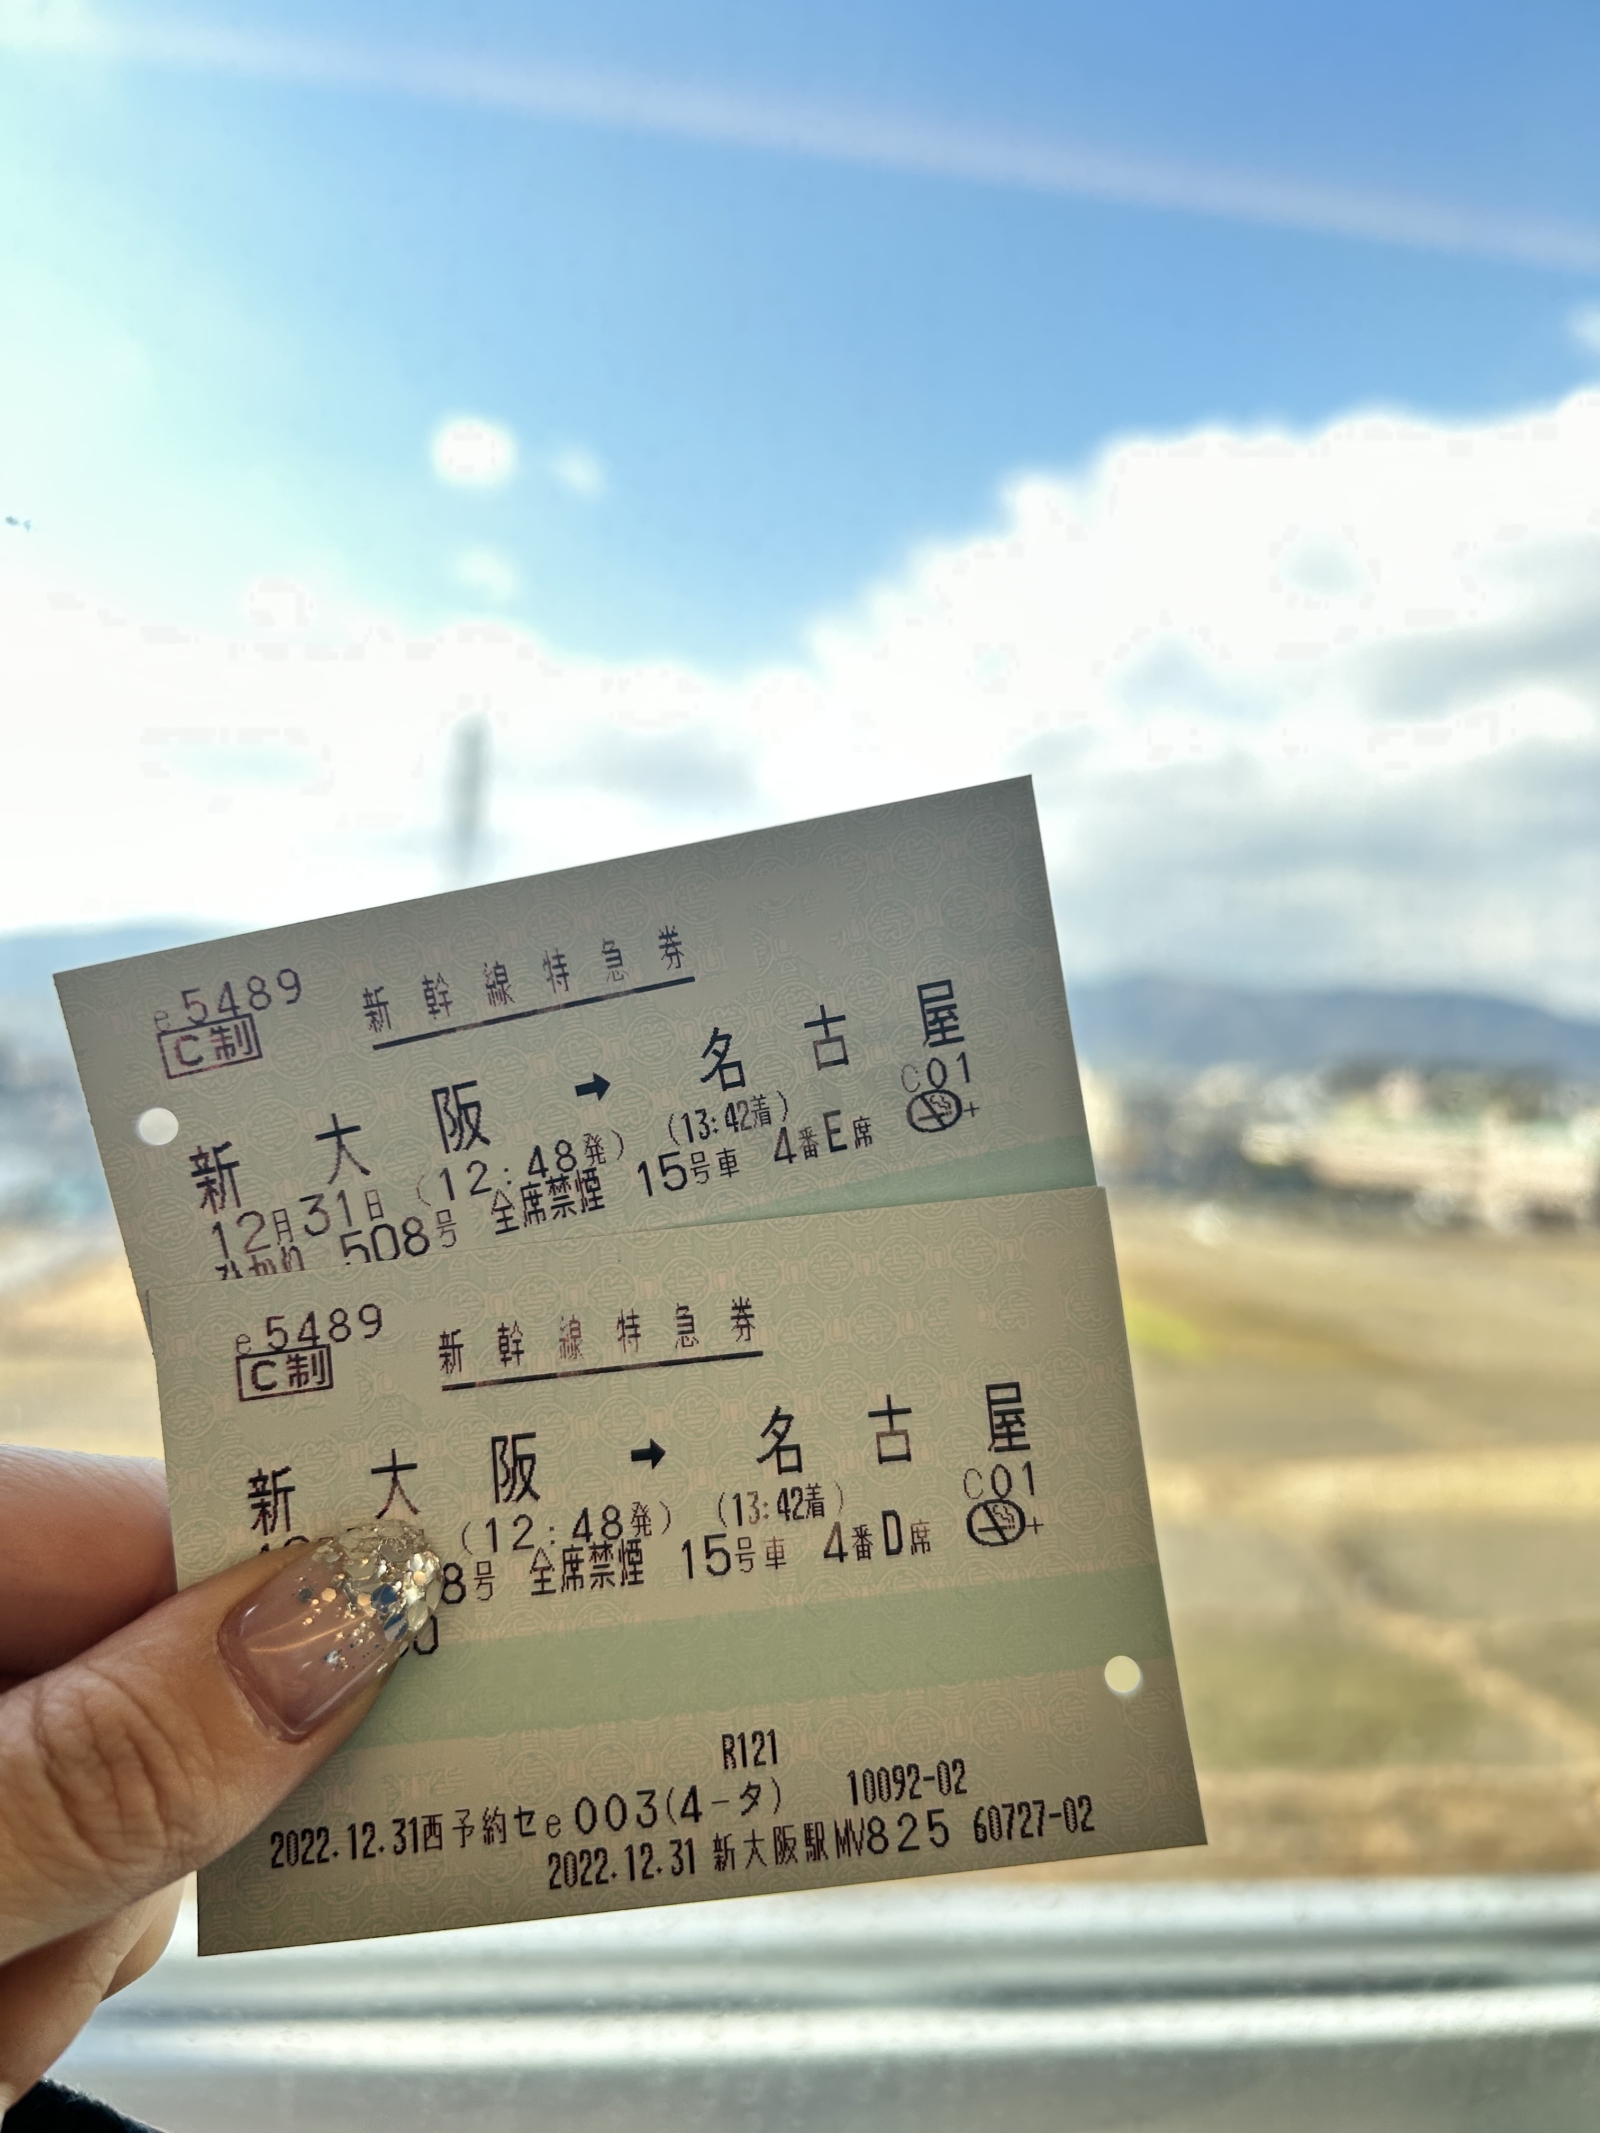 e5489
C制
新幹線特急券
新大阪 → 名古屋
12月31日 (12:48発) (13:42着) C01
ひかり 508号 全席禁煙 15号車 4番E席
e5489
C制
新幹線特急券
新大阪 → 名古屋
(12:48発) (13:42着) C01
8号 全席禁煙 15号車 4番D席
R121
2022.12.31西予約セe003(4-タ) 10092-02
2022.12.31 新大阪駅MV825 60727-02